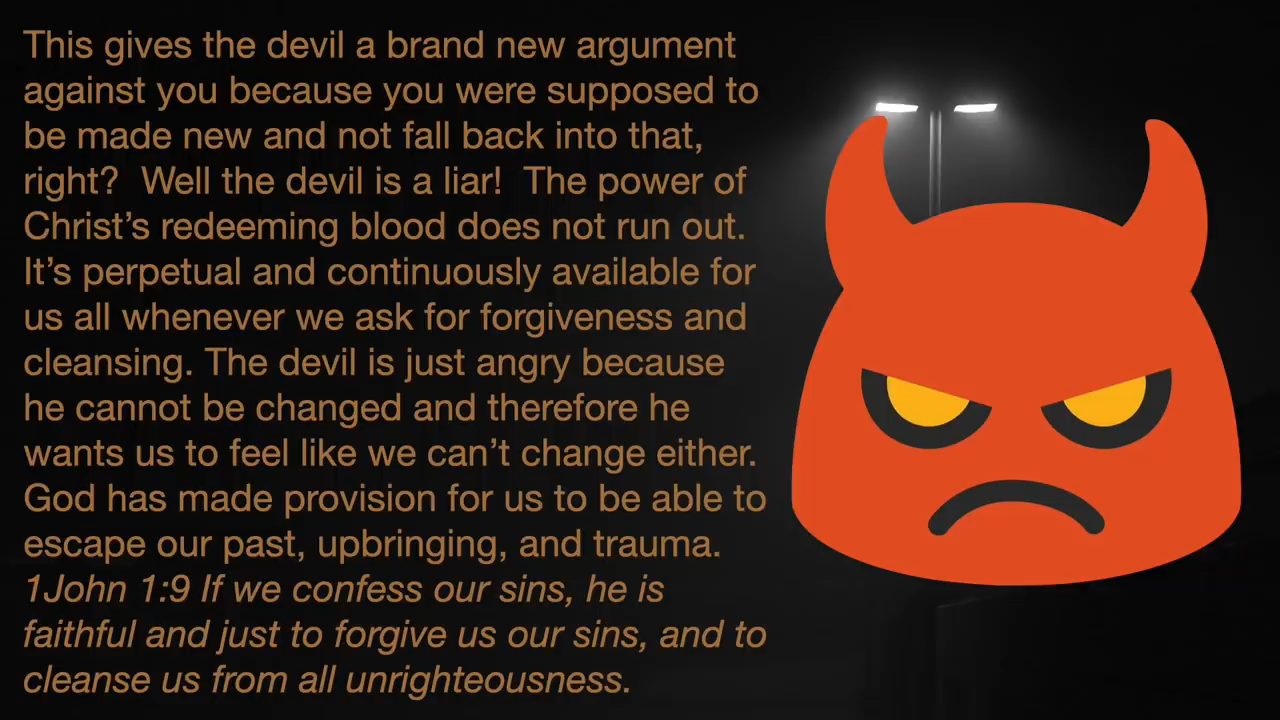 This gives the devil a brand new argument
against you because you were supposed to
be made new and not fall back into that,
right?  Well the devil is a liar!  The power of
Christ’s redeeming blood does not run out.
It’s perpetual and continuously available for
us all whenever we ask for forgiveness and
cleansing. The devil is just angry because
he cannot be changed and therefore he
wants us to feel like we can’t change either.
God has made provision for us to be able to
escape our past, upbringing, and trauma.
1John 1:9 If we confess our sins, he is
faithful and just to forgive us our sins, and to
cleanse us from all unrighteousness.